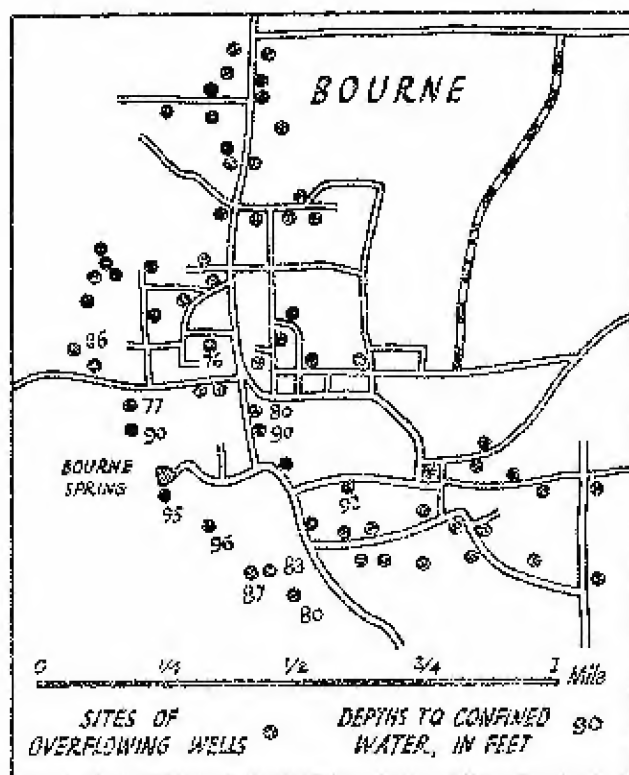 BOURNE
86
76
77
80
90
90
BOURNE
SPRING
92
95
96
83
87
80
0 1/4 1/2 3/4 1 Mile
SITES OF
OVERFLOWING WELLS
DEPTHS TO CONFINED
WATER, IN FEET
90